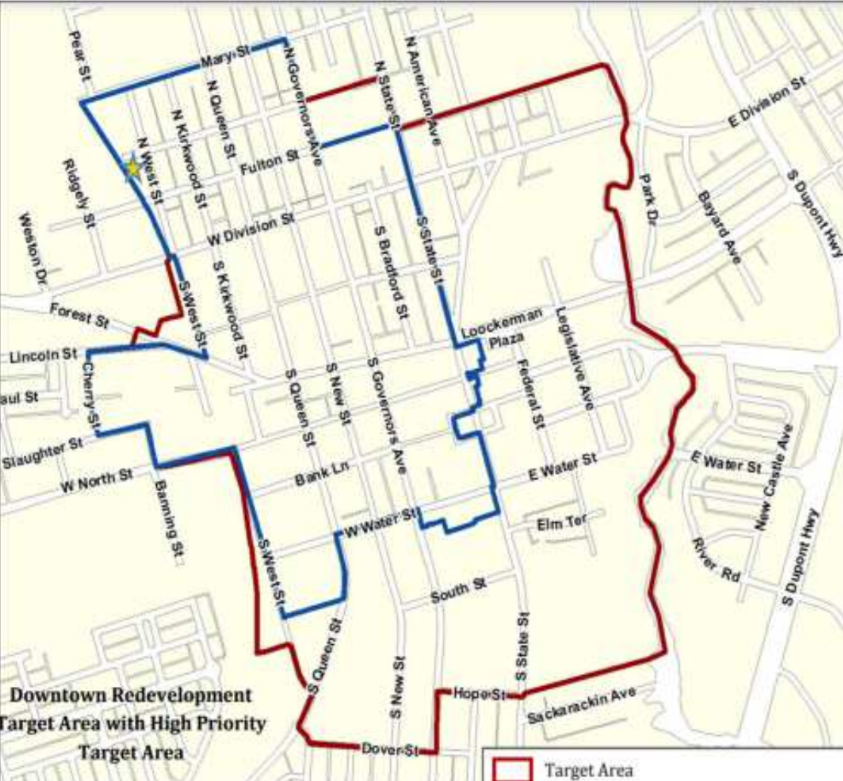 Pear St
Mary St
N Governors Ave
N State St
N American Ave
N Queen St
N Kirkwood St
N West St
Fulton St
E Division St
Ridgely St
Park Dr
Bayard Ave
S Dupont Hwy
Weston Dr
W Division St
S Bradford St
S State St
S Kirkwood St
S West St
Forest St
Loockerman
Plaza
Legislative Ave
Lincoln St
Cherry St
aul St
S Queen St
S New St
S Governors Ave
Federal St
Slaughter St
W North St
Banning St
Bank Ln
E Water St
E Water St
New Castle Ave
W Water St
Elm Ter
S West St
River Rd
S Dupont Hwy
South St
S Queen St
S New St
S State St
Hope St
Sackarackin Ave
Dover St
Downtown Redevelopment
Target Area with High Priority
Target Area
Target Area